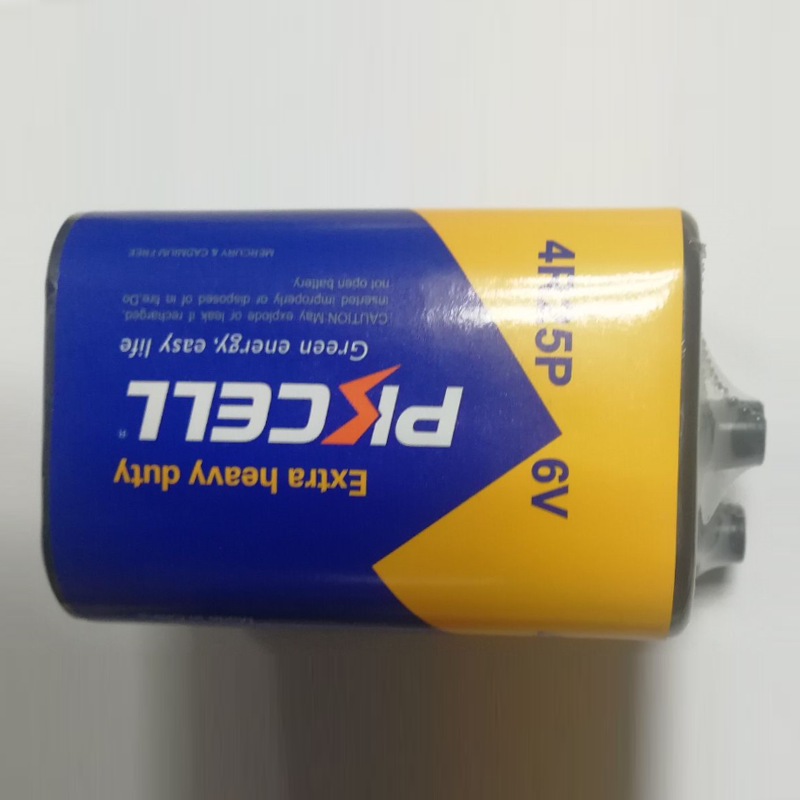 Extra heavy duty
PKCELL®
Green energy, easy life
CAUTION May explode or leak if recharged,
inserted improperly or disposed of in fire.Do
not open battery
MERCURY & CADMIUM FREE
4R25P 6V